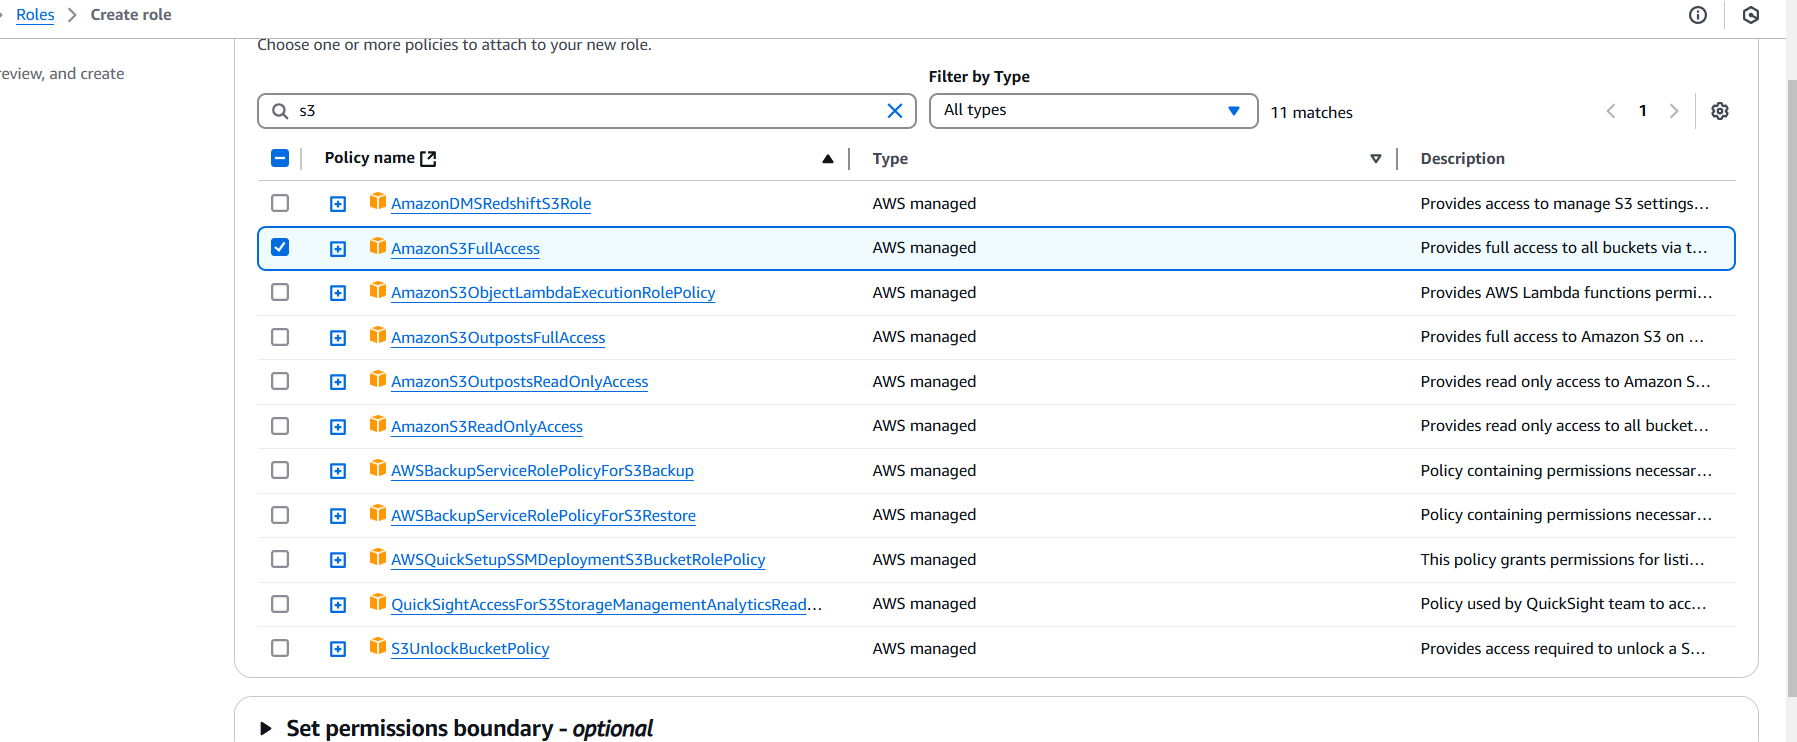 Roles > Create role
Choose one or more policies to attach to your new role.
eview, and create
Filter by Type
s3
All types
11 matches
1
Policy name
Type
Description
AmazonDMSRedshiftS3Role AWS managed Provides access to manage S3 settings...
AmazonS3FullAccess AWS managed Provides full access to all buckets via t...
AmazonS3ObjectLambdaExecutionRolePolicy AWS managed Provides AWS Lambda functions permi...
AmazonS3OutpostsFullAccess AWS managed Provides full access to Amazon S3 on ...
AmazonS3OutpostsReadOnlyAccess AWS managed Provides read only access to Amazon S...
AmazonS3ReadOnlyAccess AWS managed Provides read only access to all bucket...
AWSBackupServiceRolePolicyForS3Backup AWS managed Policy containing permissions necessar...
AWSBackupServiceRolePolicyForS3Restore AWS managed Policy containing permissions necessar...
AWSQuickSetupSSMDeploymentS3BucketRolePolicy AWS managed This policy grants permissions for listi...
QuickSightAccessForS3StorageManagementAnalyticsRead... AWS managed Policy used by QuickSight team to acc...
S3UnlockBucketPolicy AWS managed Provides access required to unlock a S...
Set permissions boundary - optional